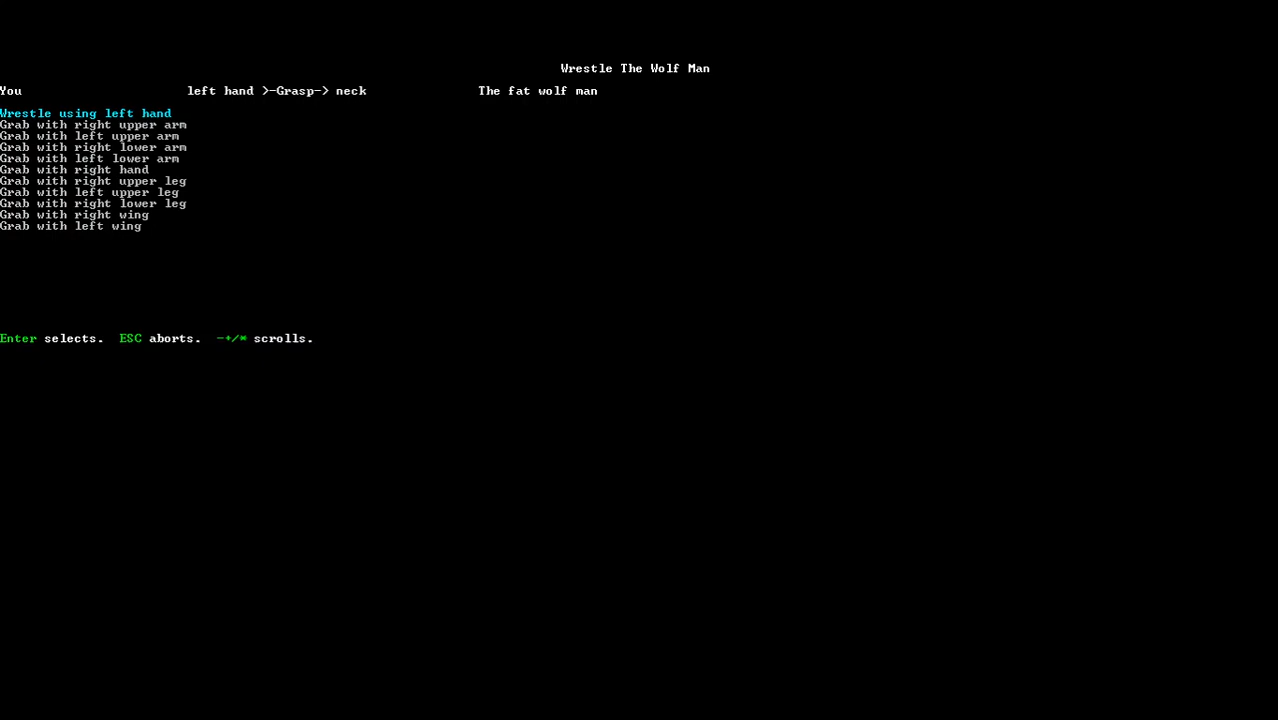 Wrestle The Wolf Man
You left hand >-Grasp-> neck The fat wolf man
Wrestle using left hand
Grab with right upper arm
Grab with left upper arm
Grab with right lower arm
Grab with left lower arm
Grab with right hand
Grab with right upper leg
Grab with left upper leg
Grab with right lower leg
Grab with right wing
Grab with left wing
Enter selects. ESC aborts. -+/* scrolls.